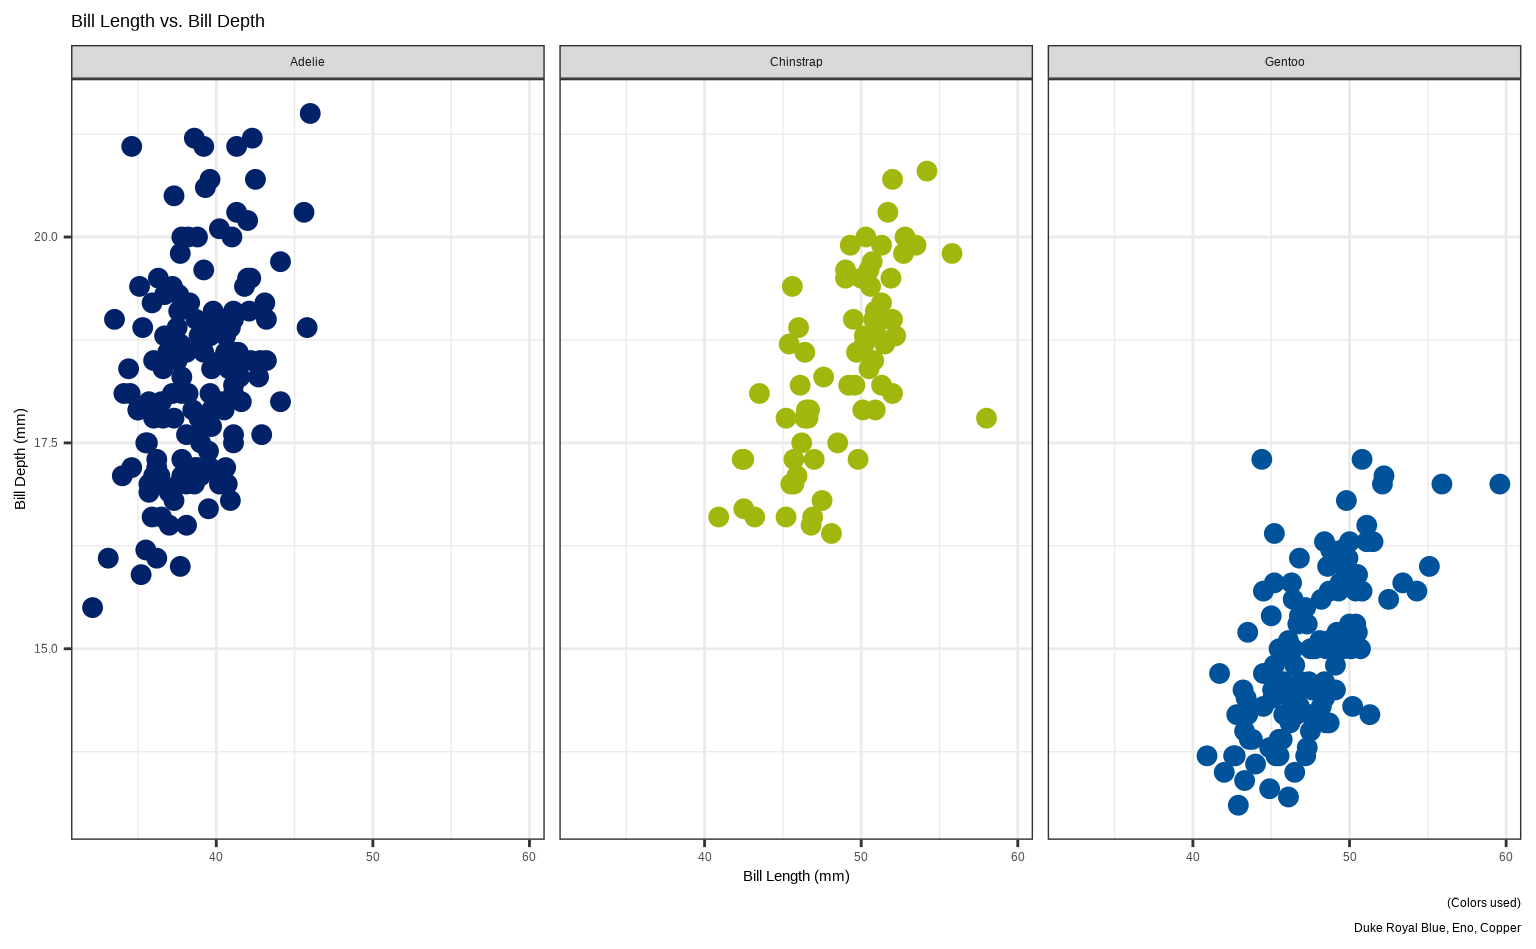 Bill Length vs. Bill Depth
Adelie
Chinstrap
Gentoo
20.0
17.5
15.0
Bill Depth (mm)
40 50 60
40 50 60
40 50 60
Bill Length (mm)
(Colors used)
Duke Royal Blue, Eno, Copper